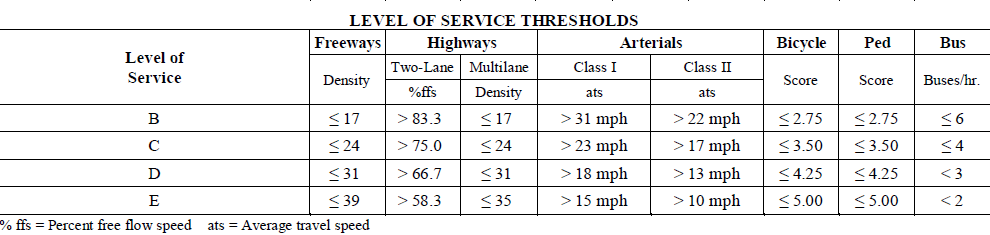 LEVEL OF SERVICE THRESHOLDS
Level of Service Freeways Highways Arterials Bicycle Ped Bus
Density Two-Lane Multilane Class I Class II Score Score Buses/hr.
%ffs Density ats ats
B ≤ 17 > 83.3 ≤ 17 > 31 mph > 22 mph ≤ 2.75 ≤ 2.75 ≤ 6
C ≤ 24 > 75.0 ≤ 24 > 23 mph > 17 mph ≤ 3.50 ≤ 3.50 ≤ 4
D ≤ 31 > 66.7 ≤ 31 > 18 mph > 13 mph ≤ 4.25 ≤ 4.25 < 3
E ≤ 39 > 58.3 ≤ 35 > 15 mph > 10 mph ≤ 5.00 ≤ 5.00 < 2
% ffs = Percent free flow speed ats = Average travel speed